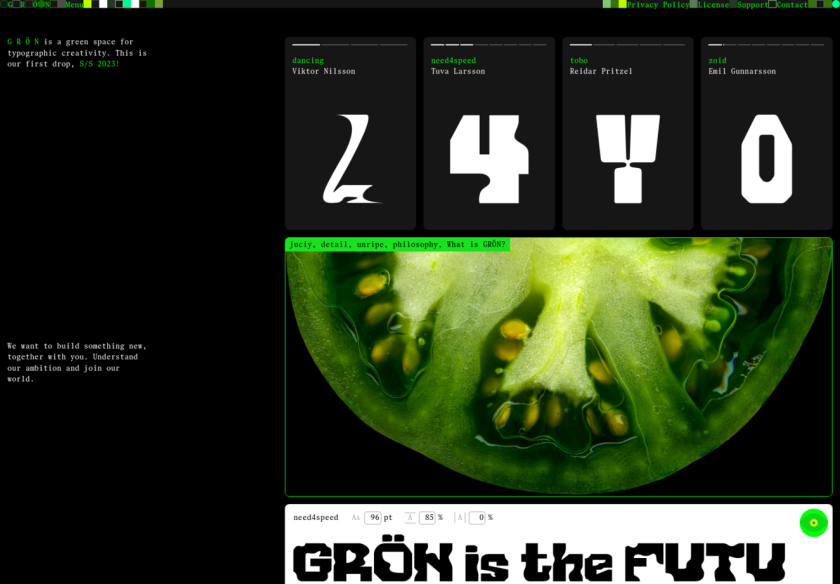 G R Ö N Menu Privacy Policy License Support Contact
G R Ö N is a green space for
typographic creativity. This is
our first drop, S/S 2023!
dancing
Viktor Nilsson
need4speed
Tuva Larsson
tobo
Reidar Pritzel
zoid
Emil Gunnarsson
4
juciy, detail, unripe, philosophy, What is GRÖN?
We want to build something new,
together with you. Understand
our ambition and join our
world.
need4speed Aa 96 pt A 85 % |A| 0 %
GRÖN is the FUTU